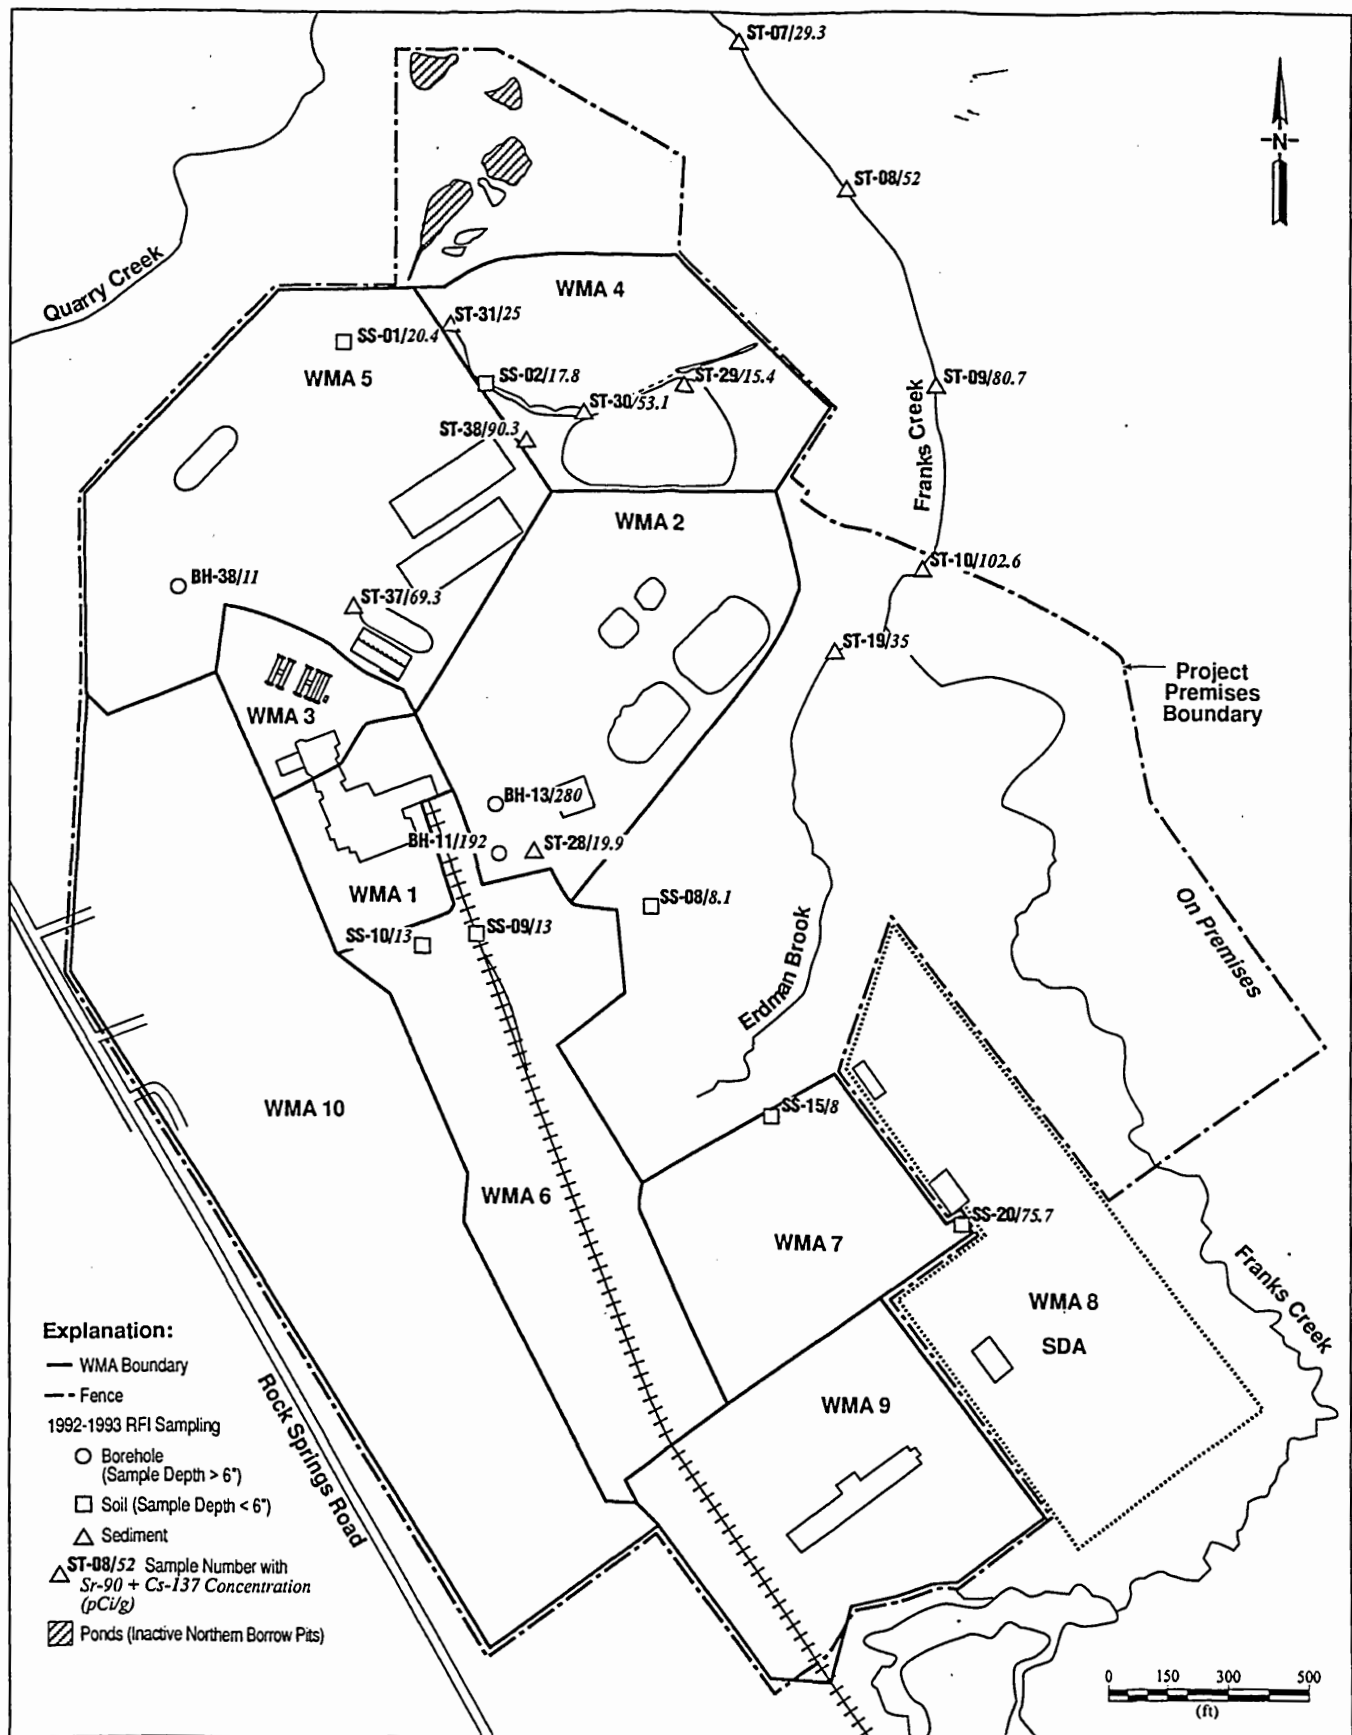 ST-07/29.3
N
ST-08/52
Quarry Creek
WMA 4
ST-31/25
SS-01/20.4
WMA 5
SS-02/17.8
ST-29/15.4
ST-09/80.7
ST-30/53.1
ST-38/90.3
Franks Creek
WMA 2
ST-10/102.6
BH-38/11
ST-37/69.3
ST-19/35
Project
Premises
Boundary
WMA 3
BH-13/280
BH-11/192
ST-28/19.9
WMA 1
SS-08/8.1
On Premises
SS-10/13
SS-09/13
Erdman Brook
WMA 10
SS-15/8
WMA 6
SS-20/75.7
WMA 7
Franks Creek
WMA 8
SDA
WMA 9
Rock Springs Road
Explanation:
WMA Boundary
Fence
1992-1993 RFI Sampling
Borehole
(Sample Depth > 6")
Soil (Sample Depth < 6")
Sediment
ST-08/52 Sample Number with
Sr-90 + Cs-137 Concentration
(pCi/g)
Ponds (Inactive Northern Borrow Pits)
0 150 300 500
(ft)